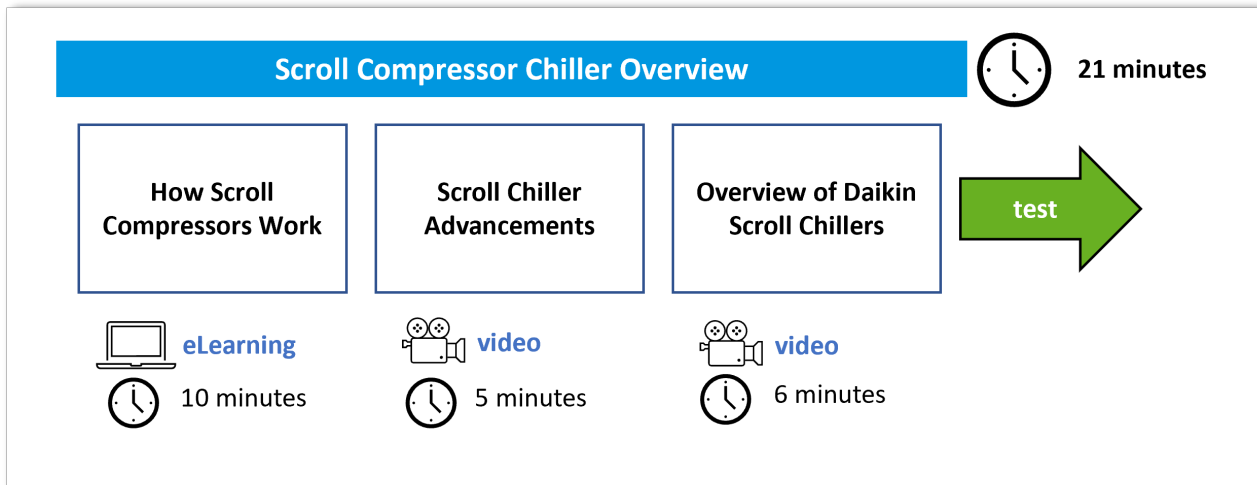 Scroll Compressor Chiller Overview
21 minutes
How Scroll
Compressors Work
Scroll Chiller
Advancements
Overview of Daikin
Scroll Chillers
test
eLearning
10 minutes
video
5 minutes
video
6 minutes